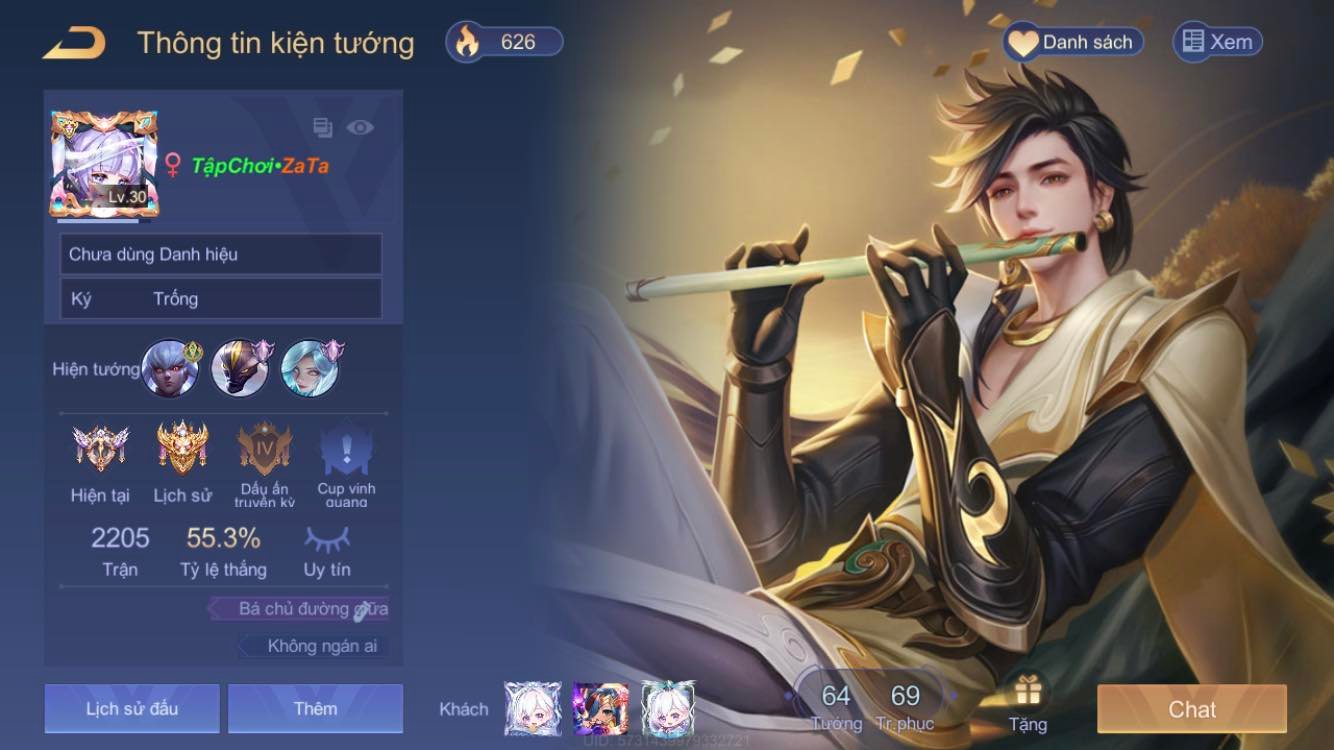 Thông tin kiện tướng
626
Danh sách
Xem
Lv.30
TậpChơi•ZaTa
Chưa dùng Danh hiệu
Ký Trống
Hiện tướng
IV
Hiện tại
Lịch sử
Dấu ấn
truyền kỳ
Cup vinh
quang
2205
55.3%
Trận
Tỷ lệ thắng
Uy tín
Bá chủ đường giữa
Không ngán ai
Lịch sử đấu
Thêm
Khách
64
69
Tướng
Tr.phục
Tặng
Chat